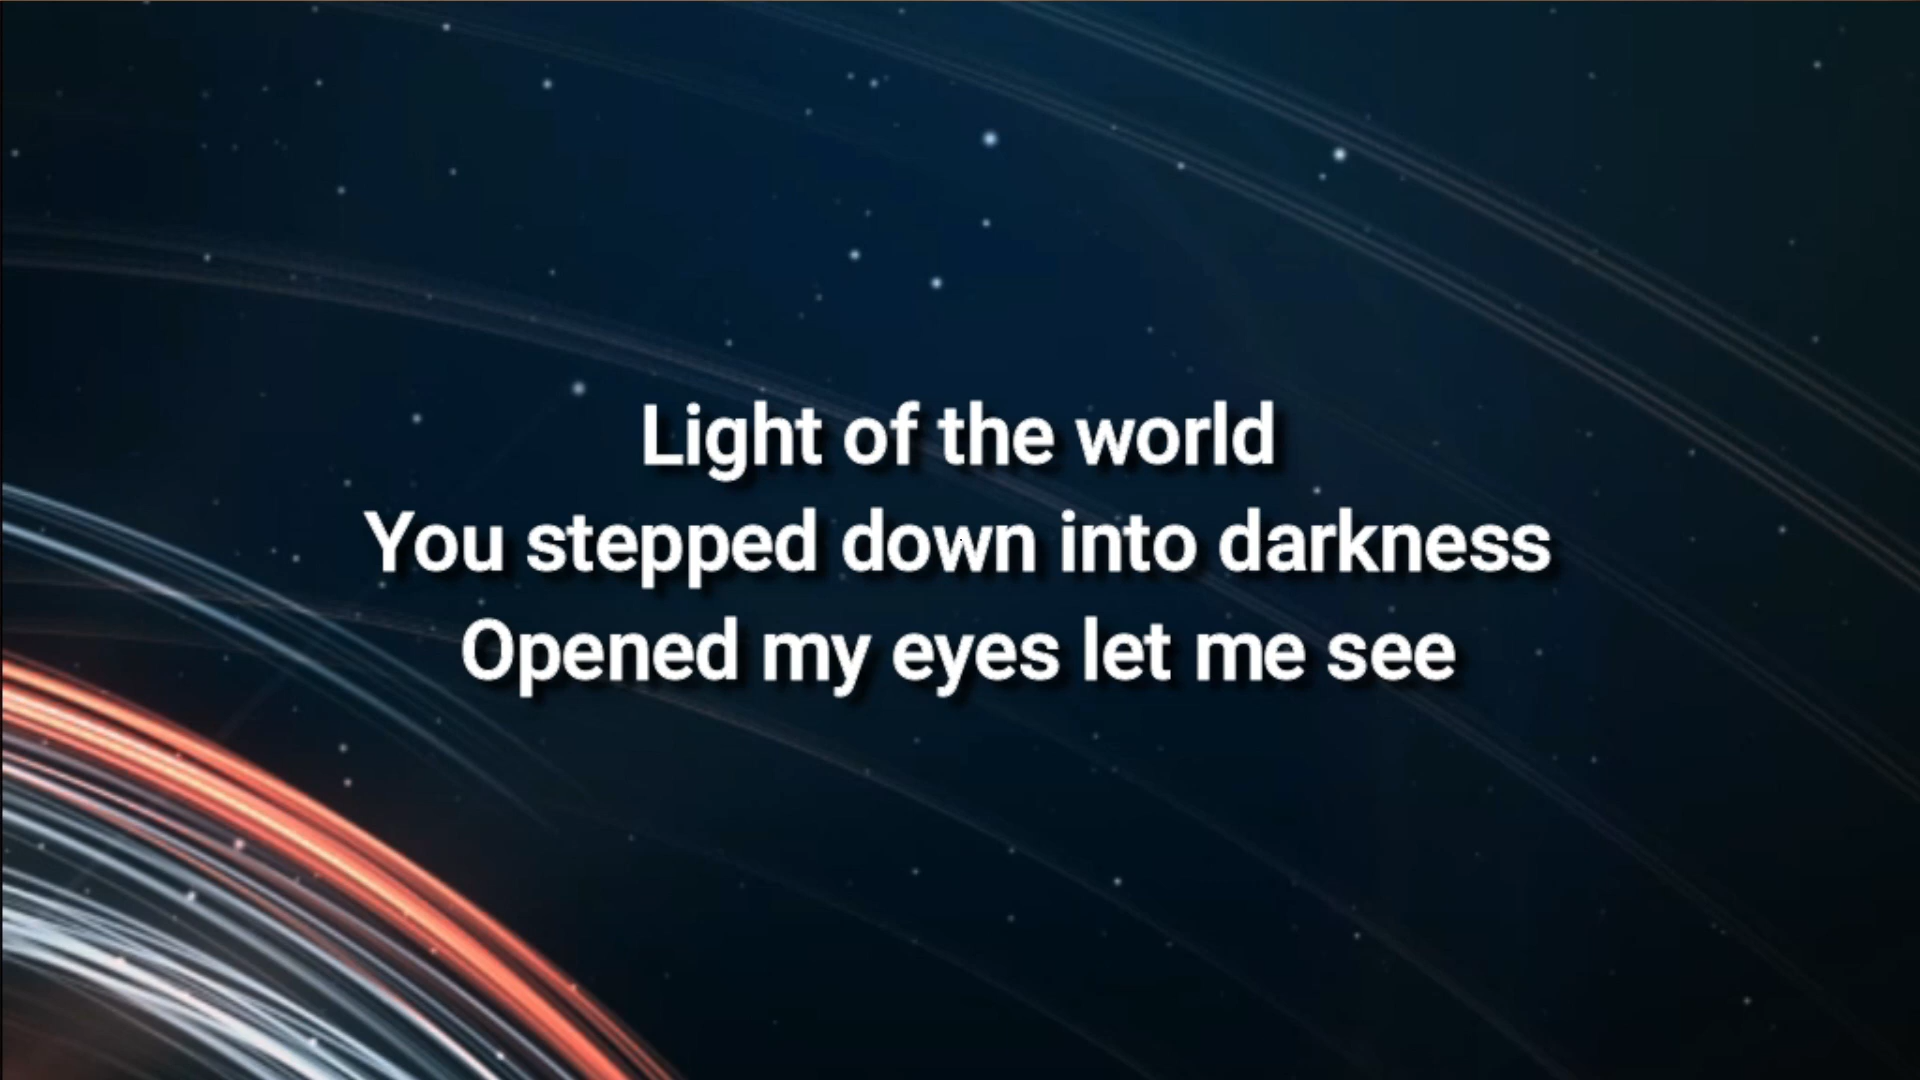 Light of the world
You stepped down into darkness
Opened my eyes let me see